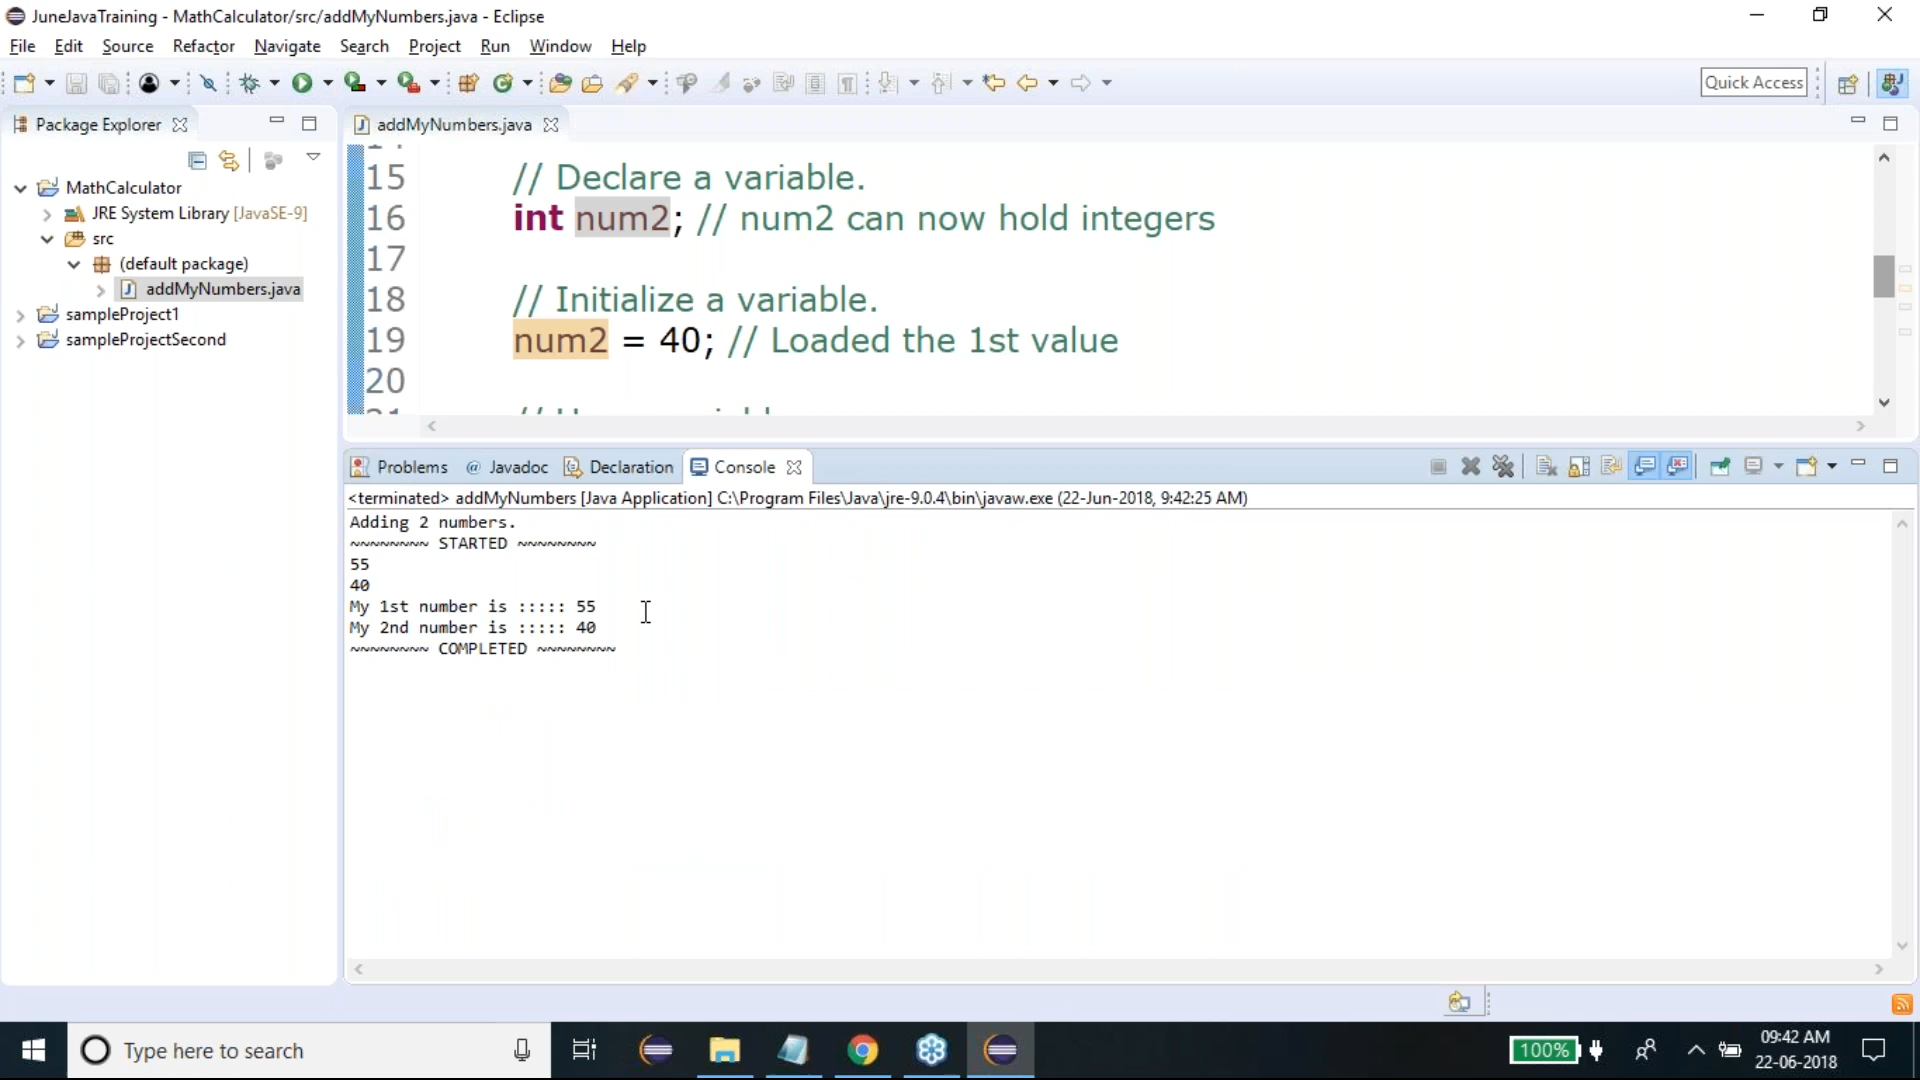 JuneJavaTraining - MathCalculator/src/addMyNumbers.java - Eclipse
File Edit Source Refactor Navigate Search Project Run Window Help
Quick Access
Package Explorer
MathCalculator
JRE System Library [JavaSE-9]
src
(default package)
addMyNumbers.java
sampleProject1
sampleProjectSecond
addMyNumbers.java
15 // Declare a variable.
16 int num2; // num2 can now hold integers
17
18 // Initialize a variable.
19 num2 = 40; // Loaded the 1st value
20
Problems @ Javadoc Declaration Console
<terminated> addMyNumbers [Java Application] C:\Program Files\Java\jre-9.0.4\bin\javaw.exe (22-Jun-2018, 9:42:25 AM)
Adding 2 numbers.
~~~~~~~~ STARTED ~~~~~~~~
55
40
My 1st number is ::::: 55
My 2nd number is ::::: 40
~~~~~~~~ COMPLETED ~~~~~~~~
Type here to search
100%
09:42 AM
22-06-2018